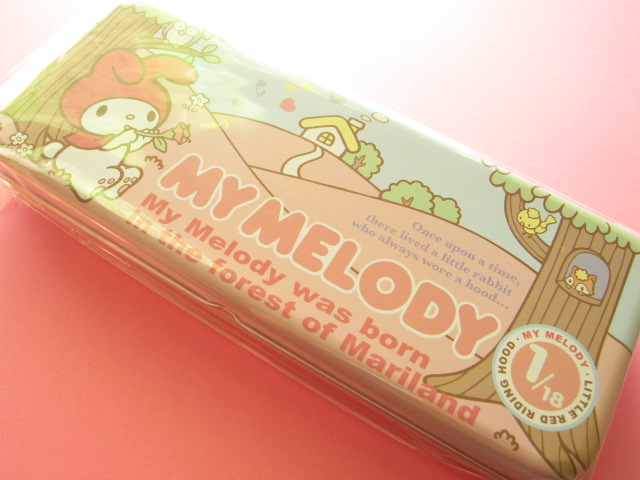 MY MELODY
My Melody was born
in the forest of Mariland
Once upon a time,
there lived a little rabbit
who always wore a hood...
MY MELODY · LITTLE RED RIDING HOOD ·
1/18